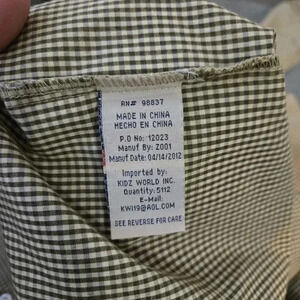 RN# 98837
MADE IN CHINA
HECHO EN CHINA
P.O No: 12023
Manuf By: Z001
Manuf Date: 04/14/2012
Imported by:
KIDZ WORLD INC.
Quantity: 5112
E-Mail:
KW119@AOL.COM
SEE REVERSE FOR CARE